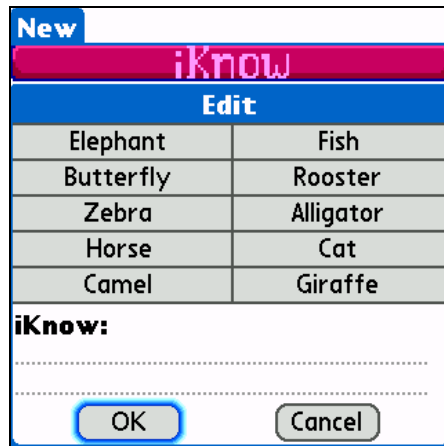 New
iKnow
Edit
Elephant Fish
Butterfly Rooster
Zebra Alligator
Horse Cat
Camel Giraffe
iKnow:
OK Cancel